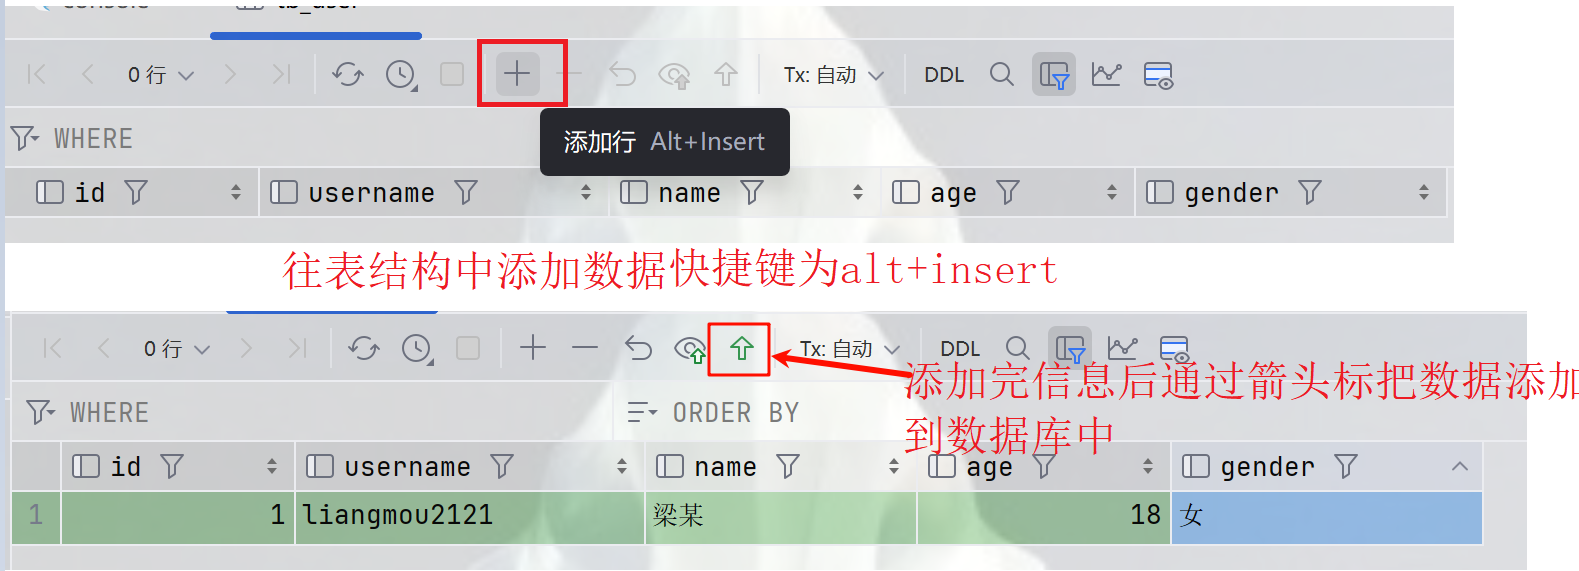 0 行
Tx: 自动
DDL
添加行 Alt+Insert
WHERE
id username name age gender
往表结构中添加数据快捷键为alt+insert
0 行
Tx: 自动
DDL
添加完信息后通过箭头标把数据添加
到数据库中
WHERE
ORDER BY
id username name age gender
1 1 liangmou2121 梁某 18 女